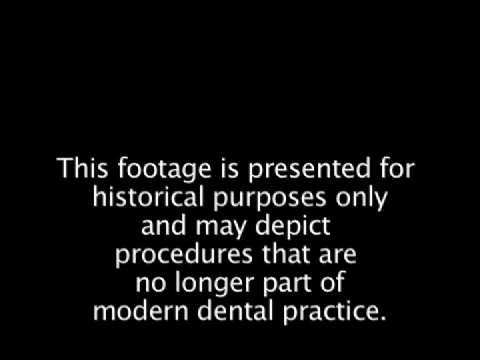 This footage is presented for
historical purposes only
and may depict
procedures that are
no longer part of
modern dental practice.